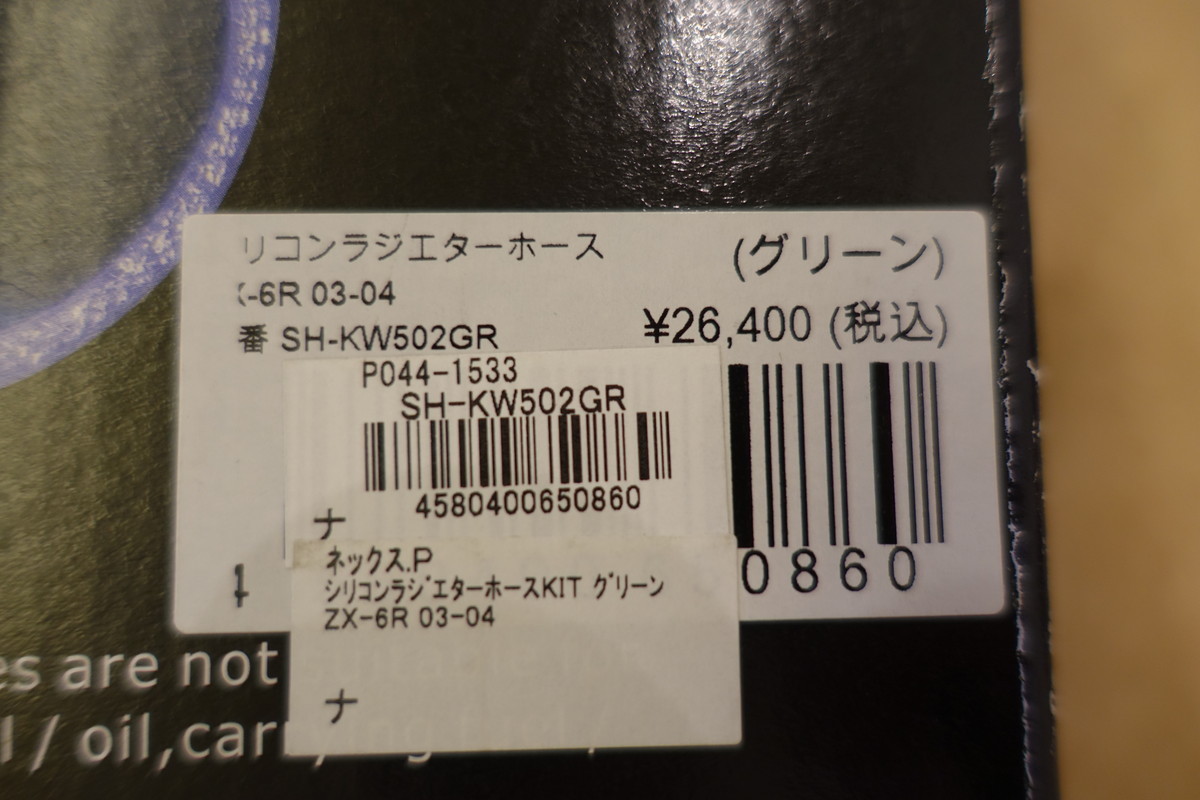 リコンラジエターホース (グリーン)
-6R 03-04
番 SH-KW502GR ¥26,400 (税込)
P044-1533
SH-KW502GR
4580400650860
ナ
ネックス.P
シリコンラジエターホースKIT グリーン
ZX-6R 03-04
ナ
0860
es are not
l / oil,car